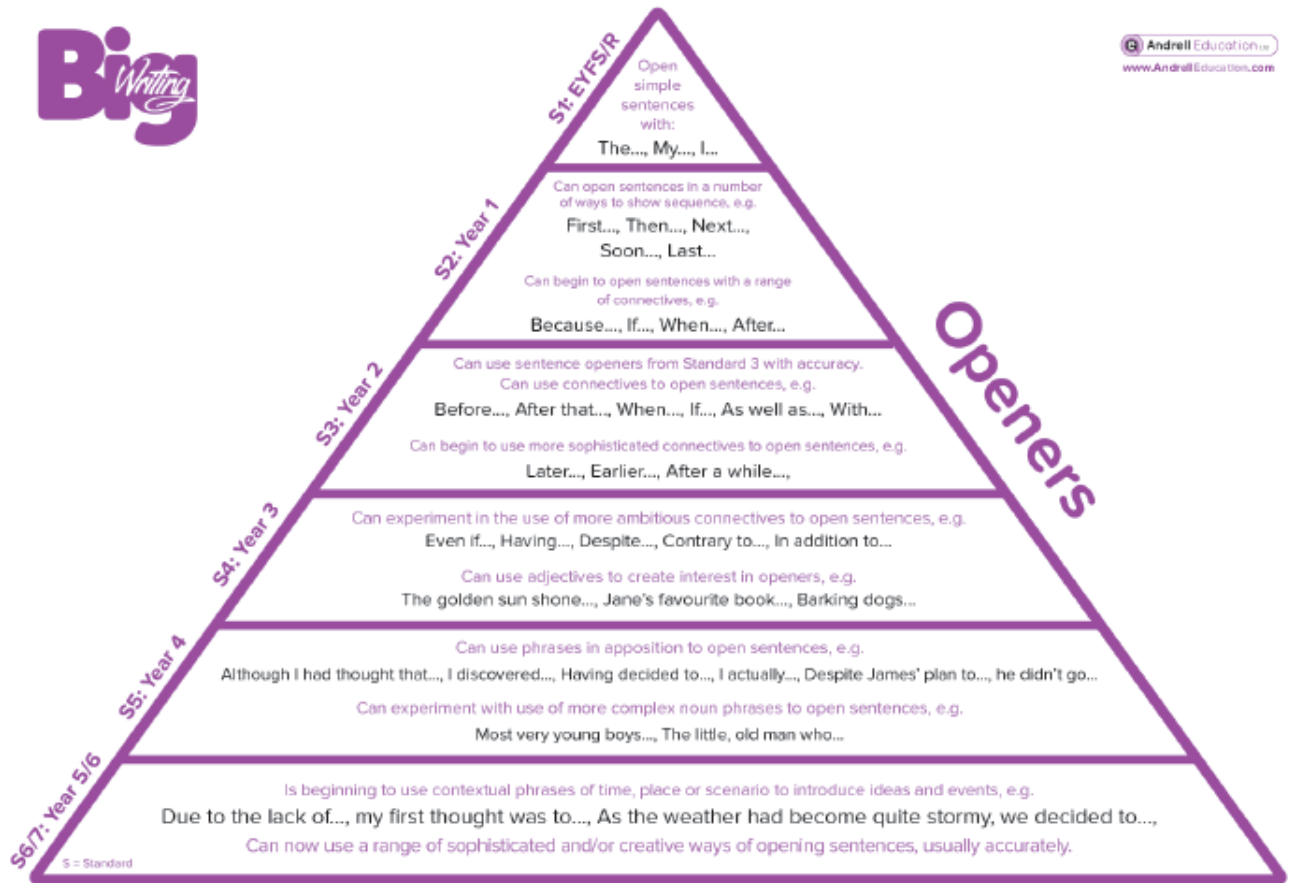 Big
Writing
Andrell Education Ltd
www.AndrellEducation.com
Openers
S1: EYFS/R
Open
simple
sentences
with:
The..., My..., I...
S2: Year 1
Can open sentences in a number
of ways to show sequence, e.g.
First..., Then..., Next...,
Soon..., Last...
Can begin to open sentences with a range
of connectives, e.g.
Because..., If..., When..., After...
S3: Year 2
Can use sentence openers from Standard 3 with accuracy.
Can use connectives to open sentences, e.g.
Before..., After that..., When..., If..., As well as..., With...
Can begin to use more sophisticated connectives to open sentences, e.g.
Later..., Earlier..., After a while...,
S4: Year 3
Can experiment in the use of more ambitious connectives to open sentences, e.g.
Even if..., Having..., Despite..., Contrary to..., In addition to...
Can use adjectives to create interest in openers, e.g.
The golden sun shone..., Jane's favourite book..., Barking dogs...
S5: Year 4
Can use phrases in apposition to open sentences, e.g.
Although I had thought that..., I discovered..., Having decided to..., I actually..., Despite James' plan to..., he didn't go...
Can experiment with use of more complex noun phrases to open sentences, e.g.
Most very young boys..., The little, old man who...
S6/7: Year 5/6
Is beginning to use contextual phrases of time, place or scenario to introduce ideas and events, e.g.
Due to the lack of..., my first thought was to..., As the weather had become quite stormy, we decided to...,
Can now use a range of sophisticated and/or creative ways of opening sentences, usually accurately.
S = Standard